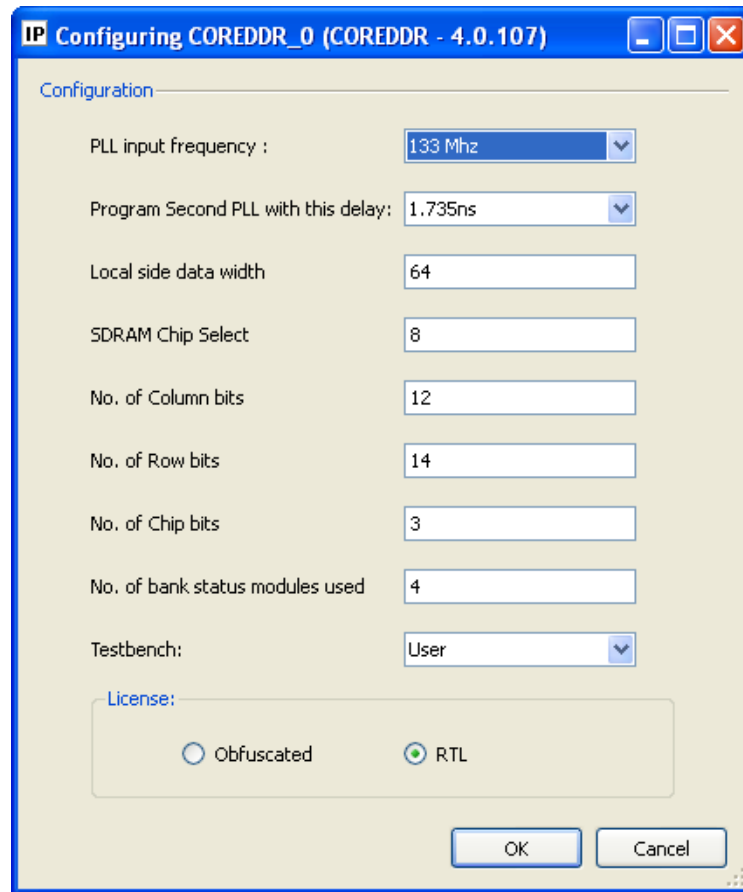 IP Configuring COREDDR_0 (COREDDR - 4.0.107)
Configuration
PLL input frequency : 133 Mhz
Program Second PLL with this delay: 1.735ns
Local side data width 64
SDRAM Chip Select 8
No. of Column bits 12
No. of Row bits 14
No. of Chip bits 3
No. of bank status modules used 4
Testbench: User
License:
Obfuscated RTL
OK Cancel